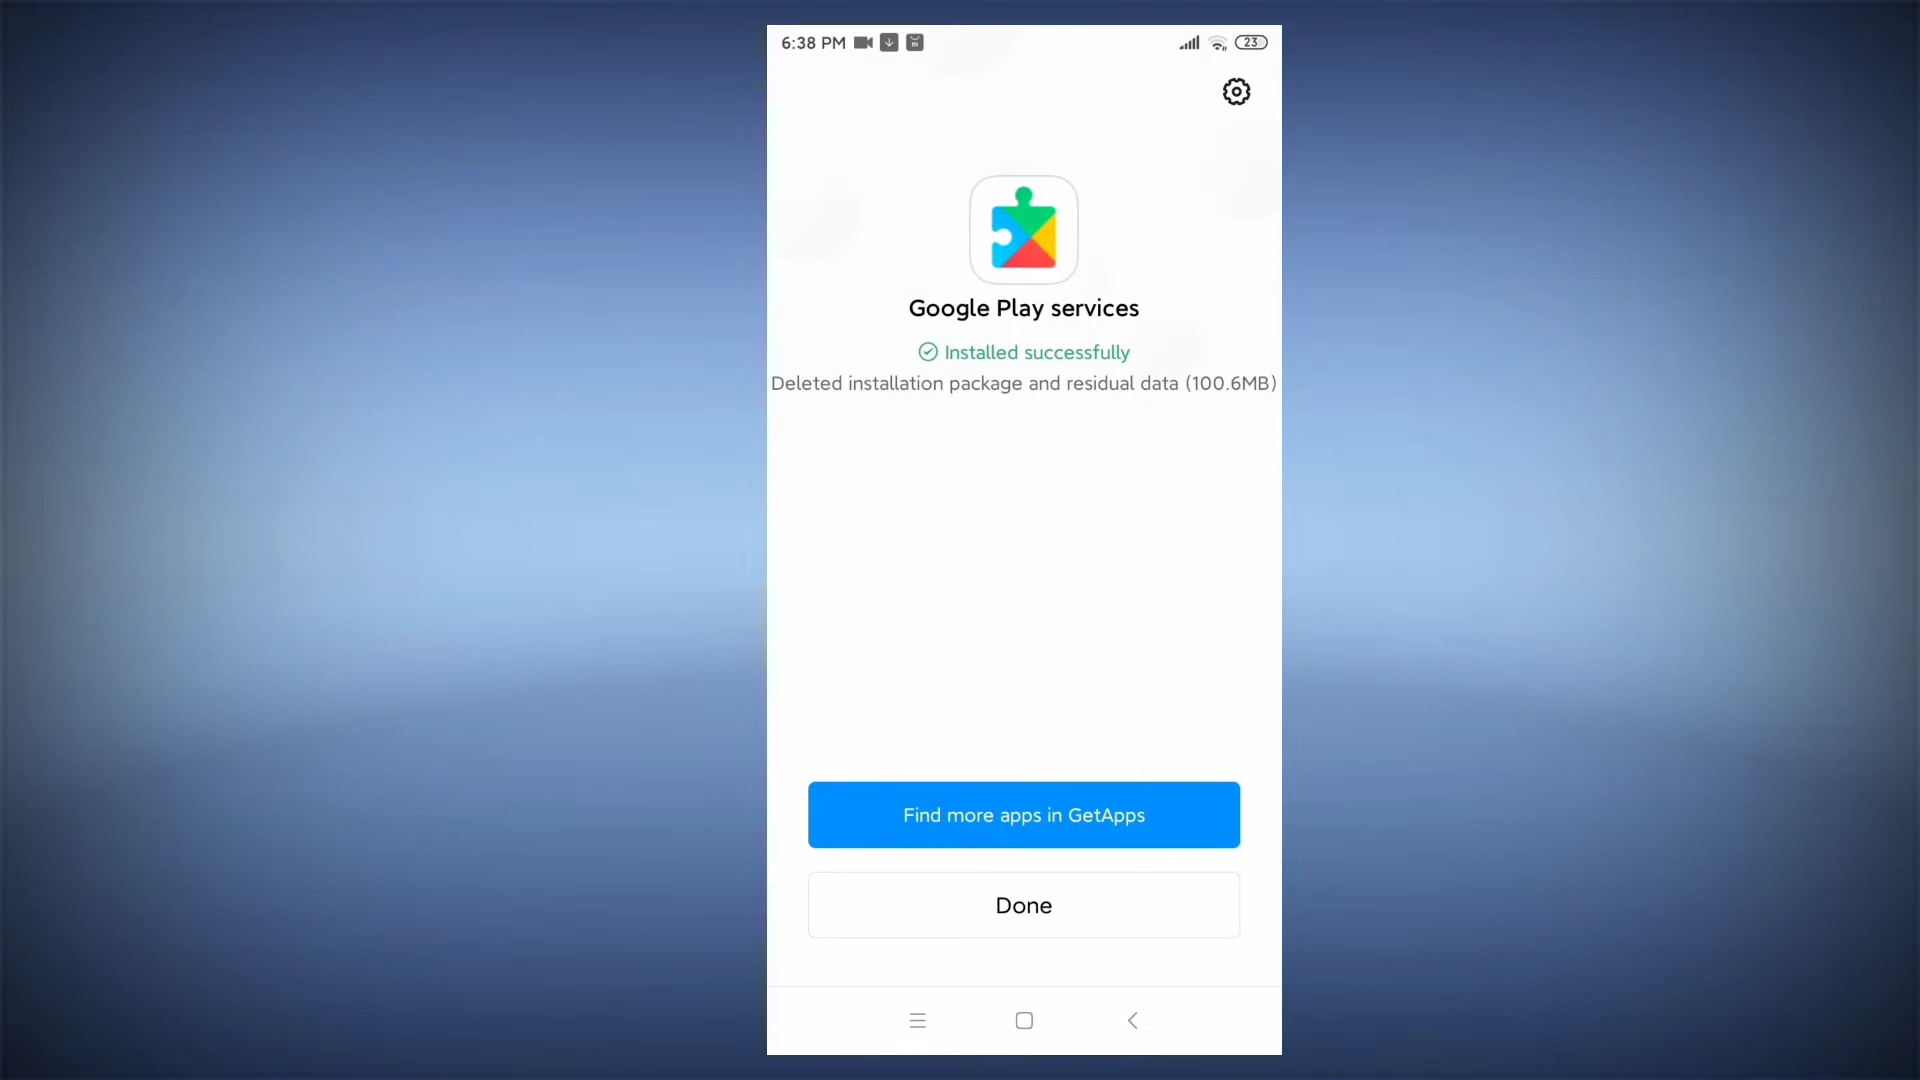 6:38 PM
23
Google Play services
Installed successfully
Deleted installation package and residual data (100.6MB)
Find more apps in GetApps
Done